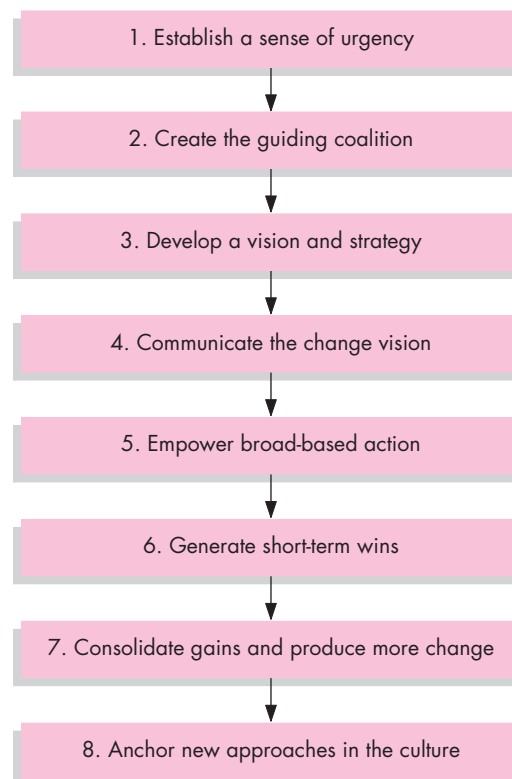 1. Establish a sense of urgency
2. Create the guiding coalition
3. Develop a vision and strategy
4. Communicate the change vision
5. Empower broad-based action
6. Generate short-term wins
7. Consolidate gains and produce more change
8. Anchor new approaches in the culture